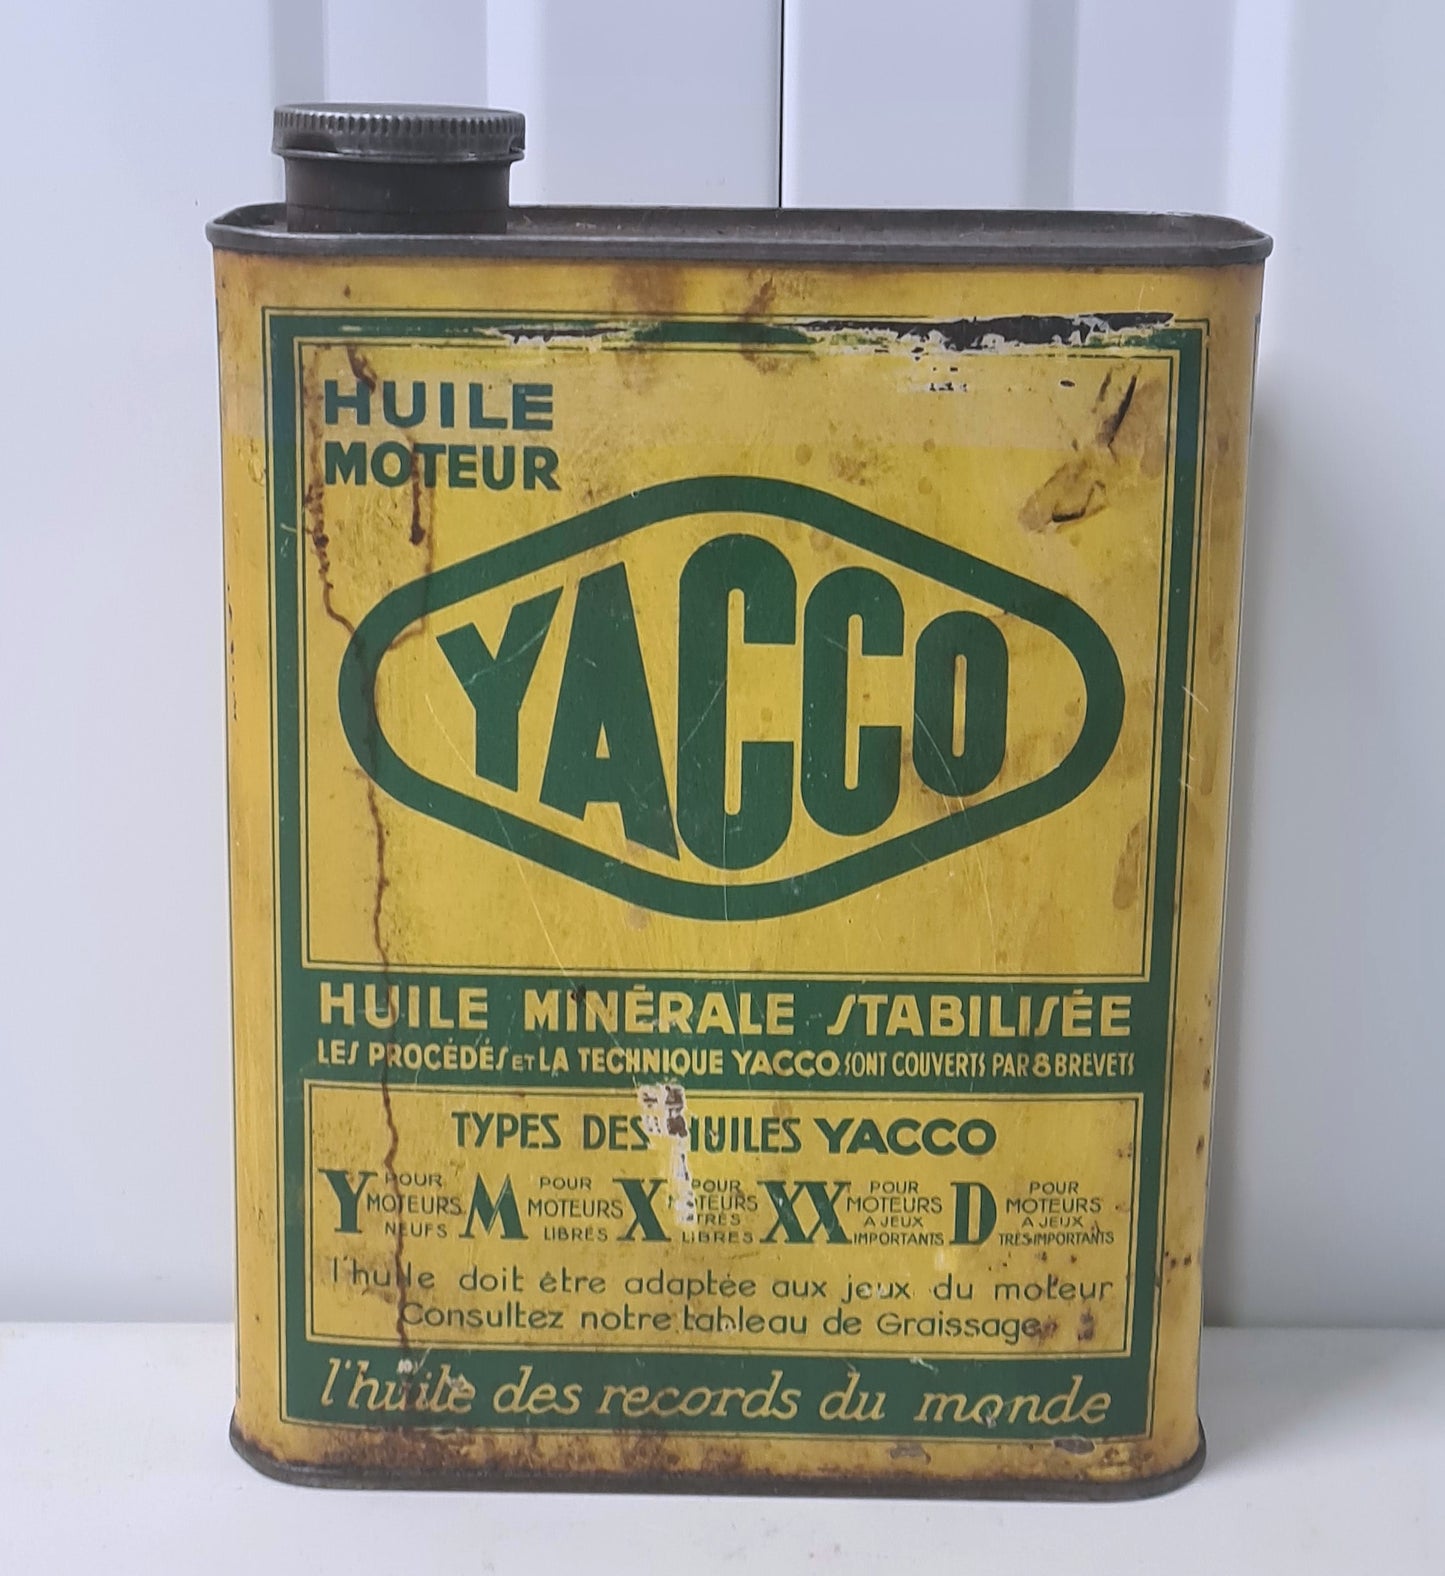 HUILE
MOTEUR
YACCO
HUILE MINÉRALE STABILISÉE
LES PROCÉDÉS ET LA TECHNIQUE YACCO SONT COUVERTS PAR 8 BREVETS
TYPES DES HUILES YACCO
Y POUR MOTEURS NEUFS
M POUR MOTEURS LIBRES
X POUR MOTEURS TRÈS LIBRES
XX POUR MOTEURS A JEUX IMPORTANTS
D POUR MOTEURS A JEUX TRES IMPORTANTS
l'huile doit être adaptée aux jeux du moteur
Consultez notre tableau de Graissage
l'huile des records du monde